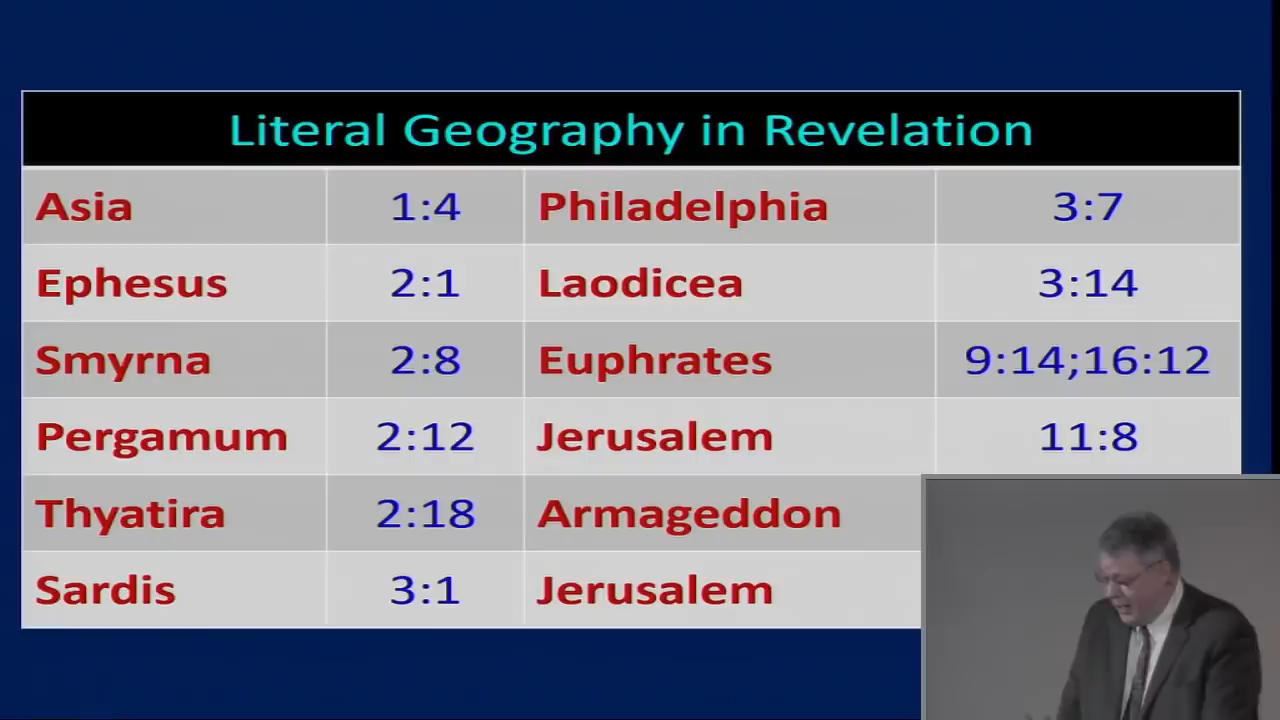 Literal Geography in Revelation
Asia 1:4 Philadelphia 3:7
Ephesus 2:1 Laodicea 3:14
Smyrna 2:8 Euphrates 9:14;16:12
Pergamum 2:12 Jerusalem 11:8
Thyatira 2:18 Armageddon
Sardis 3:1 Jerusalem